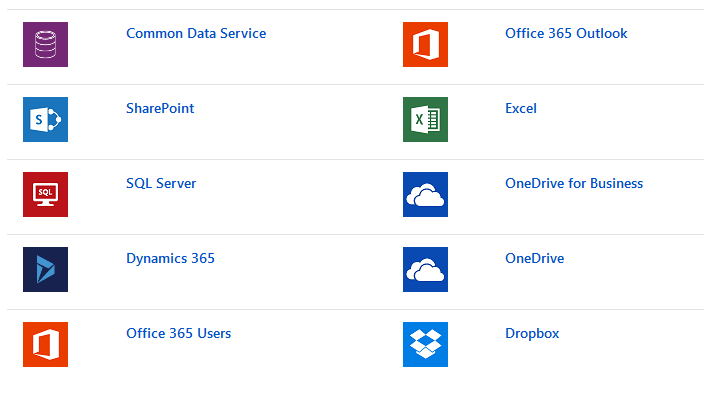 Common Data Service
Office 365 Outlook
SharePoint
Excel
SQL Server
OneDrive for Business
Dynamics 365
OneDrive
Office 365 Users
Dropbox